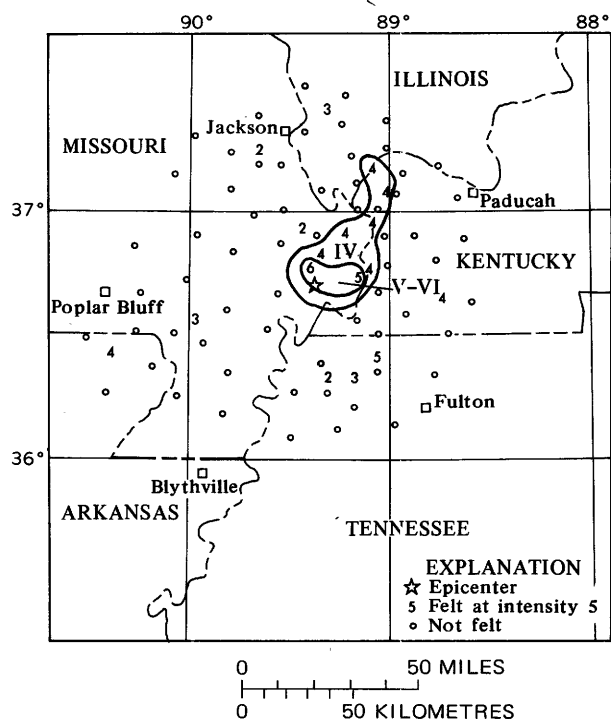 90° 89° 88°
ILLINOIS
3
Jackson
MISSOURI
2
4
4
37°
Paducah
4
2 4
IV
4
KENTUCKY
6 5 4
V-VI
4
Poplar Bluff
3
4
5
2 3
Fulton
36°
Blythville
ARKANSAS
TENNESSEE
EXPLANATION
Epicenter
5 Felt at intensity 5
Not felt
0 50 MILES
0 50 KILOMETRES